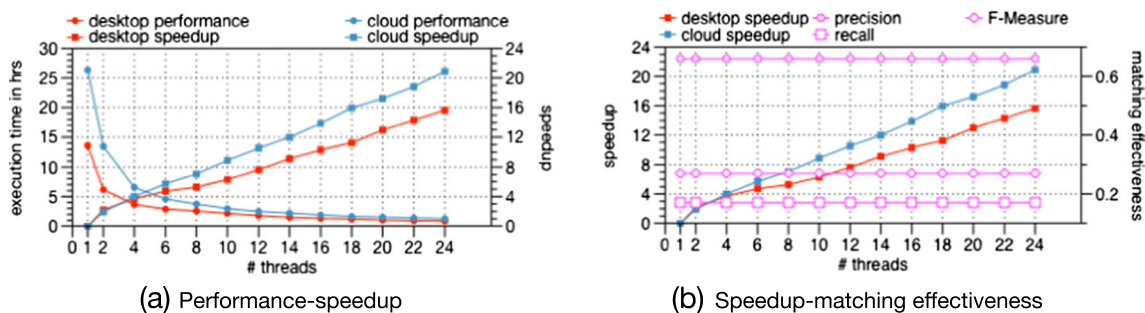 desktop performance
desktop speedup
cloud performance
cloud speedup
30
25
20
15
10
5
0
execution time in hrs
24
20
16
12
8
4
0
speedup
0 1 2 4 6 8 10 12 14 16 18 20 22 24
# threads
(a) Performance-speedup
desktop speedup
cloud speedup
precision
recall
F-Measure
24
20
16
12
8
4
0
speedup
0.6
0.4
0.2
matching effectiveness
0 1 2 4 6 8 10 12 14 16 18 20 22 24
# threads
(b) Speedup-matching effectiveness